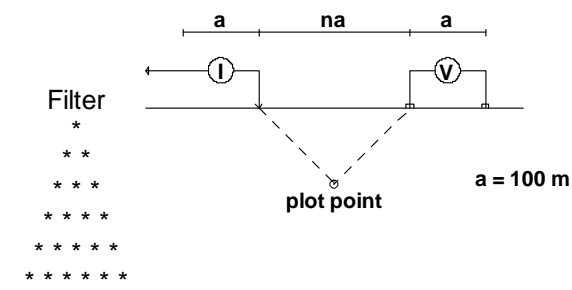 a na a
I V
Filter
*
* *
* * *
* * * *
* * * * *
* * * * * *
a = 100 m
plot point